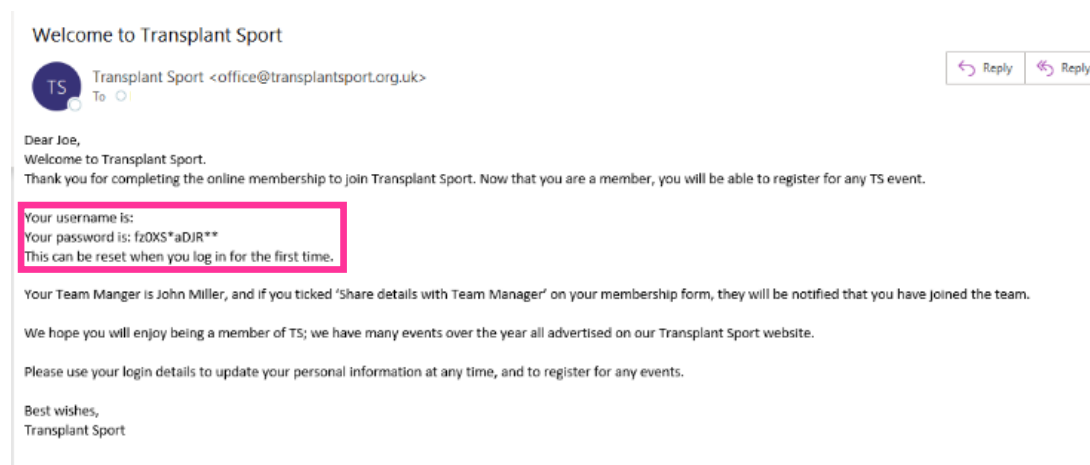 Welcome to Transplant Sport
TS
Transplant Sport <office@transplantsport.org.uk>
To
Reply
Reply
Dear Joe,
Welcome to Transplant Sport.
Thank you for completing the online membership to join Transplant Sport. Now that you are a member, you will be able to register for any TS event.
Your username is:
Your password is: fz0XS*aDJR**
This can be reset when you log in for the first time.
Your Team Manger is John Miller, and if you ticked 'Share details with Team Manager' on your membership form, they will be notified that you have joined the team.
We hope you will enjoy being a member of TS; we have many events over the year all advertised on our Transplant Sport website.
Please use your login details to update your personal information at any time, and to register for any events.
Best wishes,
Transplant Sport